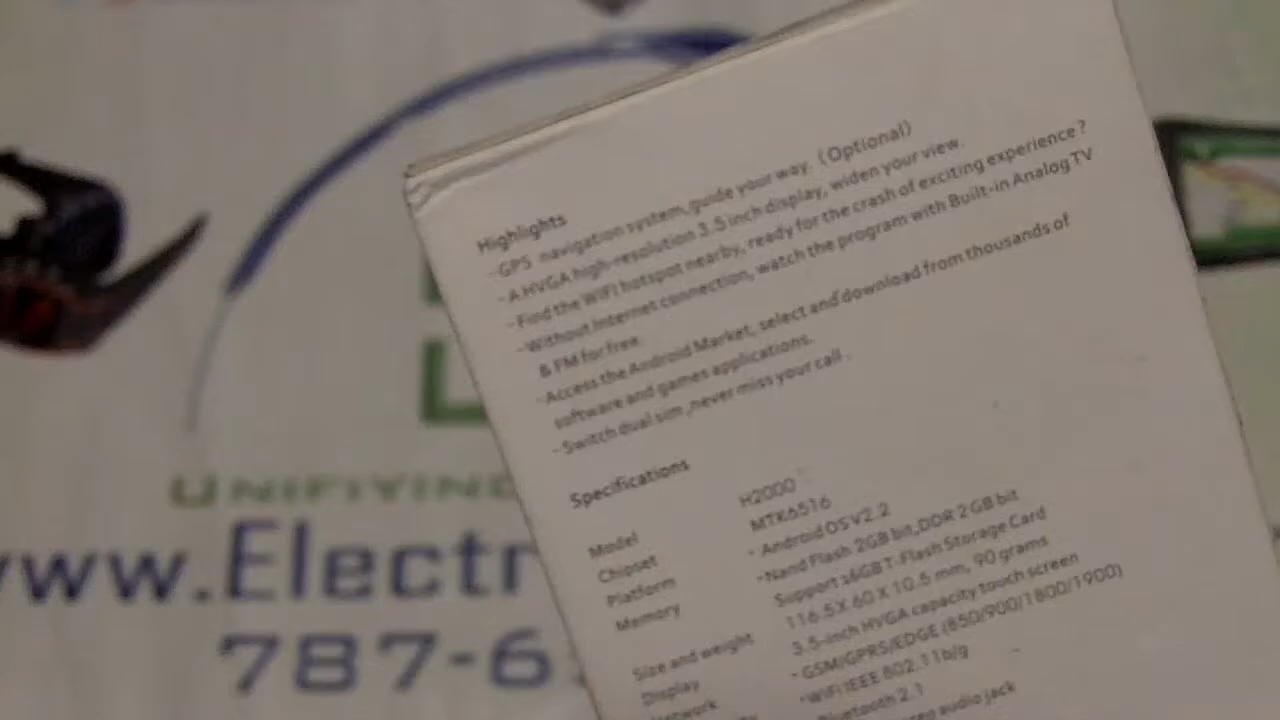 Highlights
- GPS navigation system, guide your way. (Optional)
- A HVGA high-resolution 3.5 inch display, widen your view.
- Find the WiFi hotspot nearby, ready for the crash of exciting experience?
- Without Internet connection, watch the program with Built-in Analog TV
& FM for free.
- Access the Android Market, select and download from thousands of
software and games applications.
- Switch dual sim ,never miss your call .
Specifications
Model H2000
Chipset MTK6516
Platform - Android OS V2.2
Memory - Nand Flash 2GB bit,DDR 2GB bit
Support 16GB T-Flash Storage Card
Size and weight 116.5 X 60 X 10.5 mm, 90 grams
Display 3.5-inch HVGA capacity touch screen
- GSM/GPRS/EDGE (850/900/1800/1900)
- WiFi IEEE 802.11b/g
Bluetooth 2.1
audio jack
UNIFIYING
www.Electr
787-6